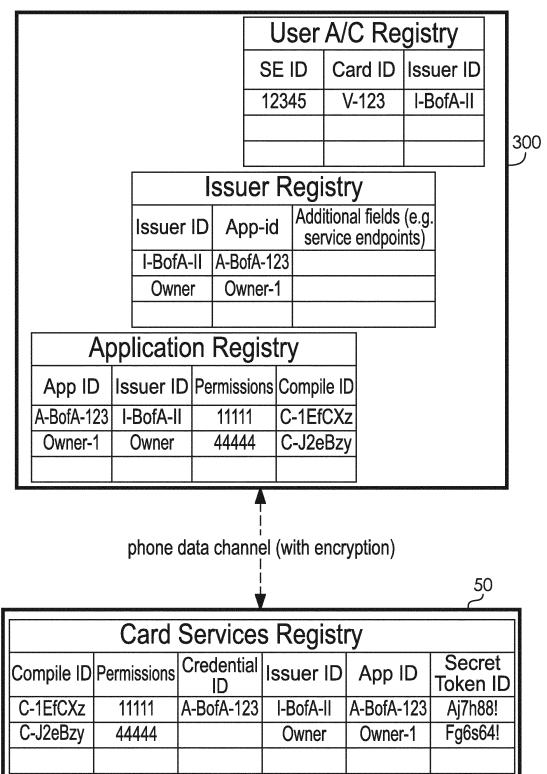 User A/C Registry
SE ID Card ID Issuer ID
12345 V-123 I-BofA-II
300
Issuer Registry
Issuer ID App-id Additional fields (e.g. service endpoints)
I-BofA-II A-BofA-123
Owner Owner-1
Application Registry
App ID Issuer ID Permissions Compile ID
A-BofA-123 I-BofA-II 11111 C-1EfCXz
Owner-1 Owner 44444 C-J2eBzy
phone data channel (with encryption)
50
Card Services Registry
Compile ID Permissions Credential ID Issuer ID App ID Secret Token ID
C-1EfCXz 11111 A-BofA-123 I-BofA-II A-BofA-123 Aj7h88!
C-J2eBzy 44444 Owner Owner-1 Fg6s64!